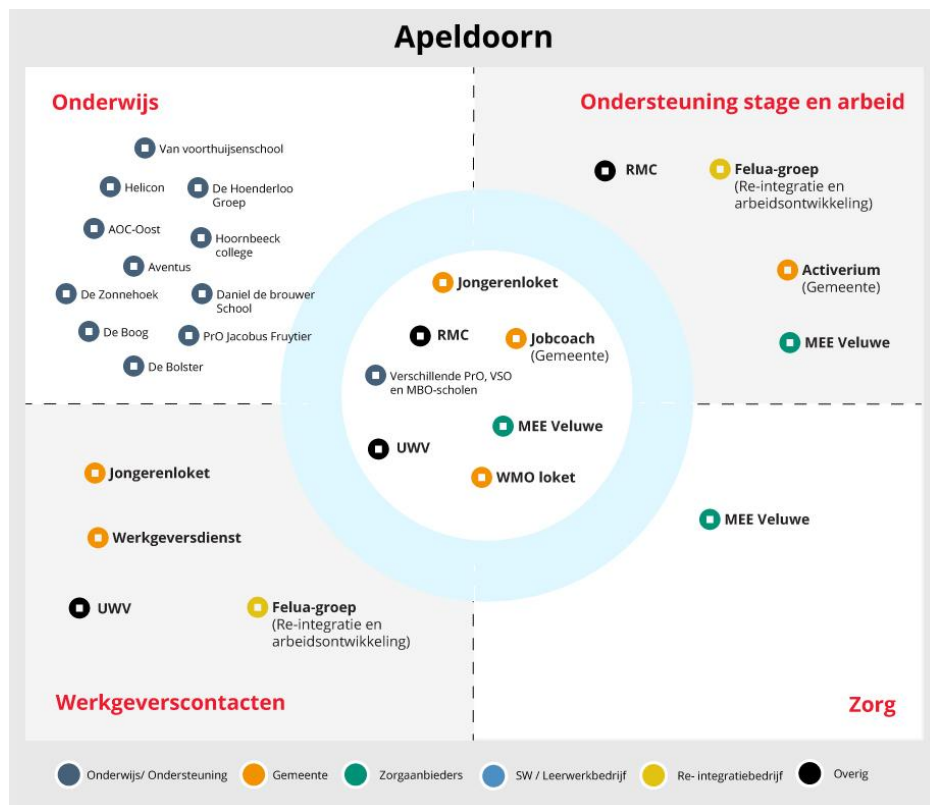 Apeldoorn
Onderwijs
Van voorthuijsenschool
Helicon
De Hoenderloo
Groep
AOC-Oost
Hoornbeeck
college
Aventus
De Zonnehoek
Daniel de brouwer
School
De Boog
PrO Jacobus Fruytier
De Bolster
Ondersteuning stage en arbeid
RMC
Felua-groep
(Re-integratie en
arbeidsontwikkeling)
Activerium
(Gemeente)
MEE Veluwe
Jongerenloket
RMC
Jobcoach
(Gemeente)
Verschillende PrO, VSO
en MBO-scholen
MEE Veluwe
UWV
WMO loket
Jongerenloket
Werkgeversdienst
UWV
Felua-groep
(Re-integratie en
arbeidsontwikkeling)
Werkgeverscontacten
MEE Veluwe
Zorg
Onderwijs/ Ondersteuning
Gemeente
Zorgaanbieders
SW / Leerwerkbedrijf
Re- integratiebedrijf
Overig